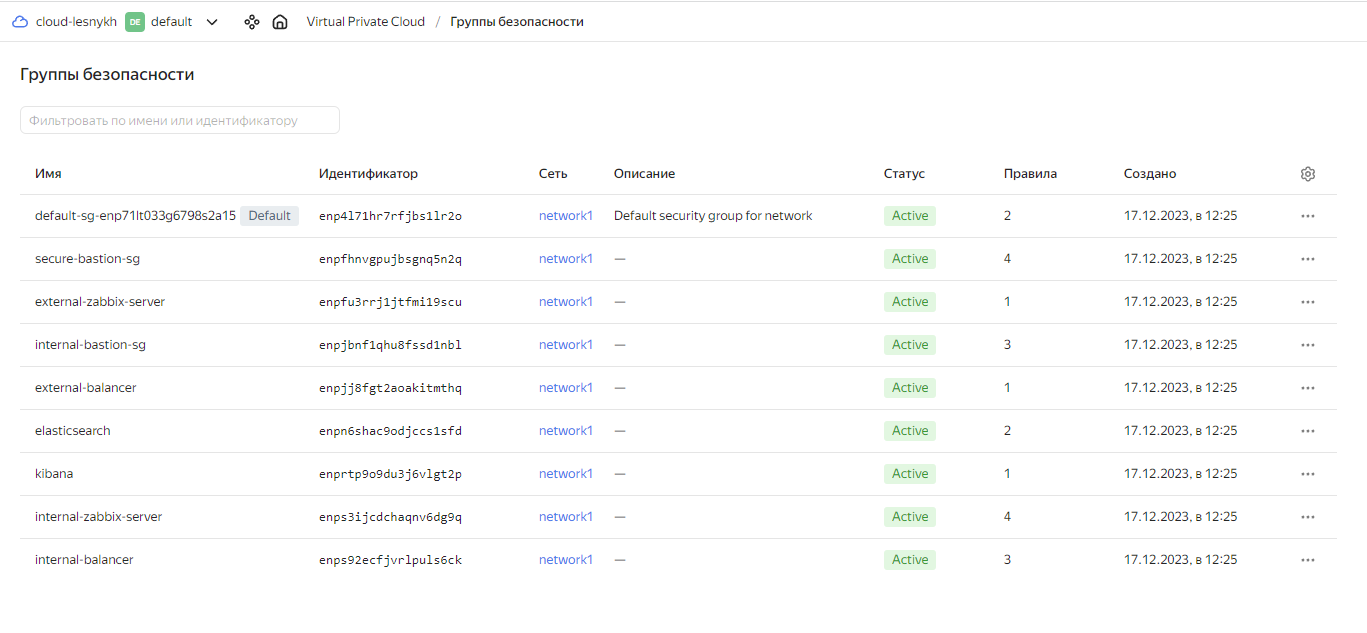 cloud-lesnykh DE default Virtual Private Cloud / Группы безопасности
Группы безопасности
Фильтровать по имени или идентификатору
Имя Идентификатор Сеть Описание Статус Правила Создано
default-sg-enp71lt033g6798s2a15 Default enp4l71hr7rfjbs1lr2o network1 Default security group for network Active 2 17.12.2023, в 12:25
secure-bastion-sg enpfhnvgpujbsgnq5n2q network1 — Active 4 17.12.2023, в 12:25
external-zabbix-server enpfu3rrj1jtfmi19scu network1 — Active 1 17.12.2023, в 12:25
internal-bastion-sg enpjbnf1qhu8fssd1nbl network1 — Active 3 17.12.2023, в 12:25
external-balancer enpjj8fgt2aoakitmthq network1 — Active 1 17.12.2023, в 12:25
elasticsearch enpn6shac9odjccs1sfd network1 — Active 2 17.12.2023, в 12:25
kibana enprtp9o9du3j6vlgt2p network1 — Active 1 17.12.2023, в 12:25
internal-zabbix-server enps3ijcdchaqnv6dg9q network1 — Active 4 17.12.2023, в 12:25
internal-balancer enps92ecfjvrlpuls6ck network1 — Active 3 17.12.2023, в 12:25